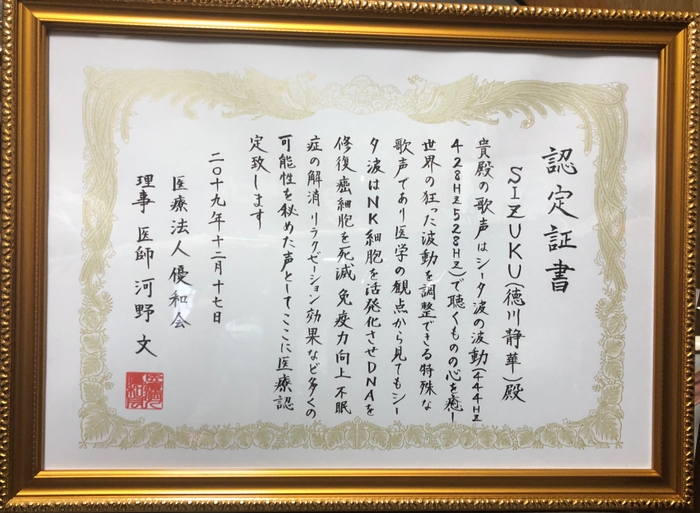 認定証書
SIZUKU(徳川静華)殿
貴殿の歌声はシータ波の波動(444HZ
428HZ528HZ)で聴くものの心を癒し
世界の狂った波動を調整できる特殊な
歌声であり医学の観点から見てもシー
タ波はNK細胞を活発化させDNAを
修復癌細胞を死滅 免疫力向上 不眠
症の解消 リラクゼーション効果など多くの
可能性を秘めた声としてここに医療認
定致します
二〇十九年十二月十七日
医療法人優和会
理事 医師 河野 文